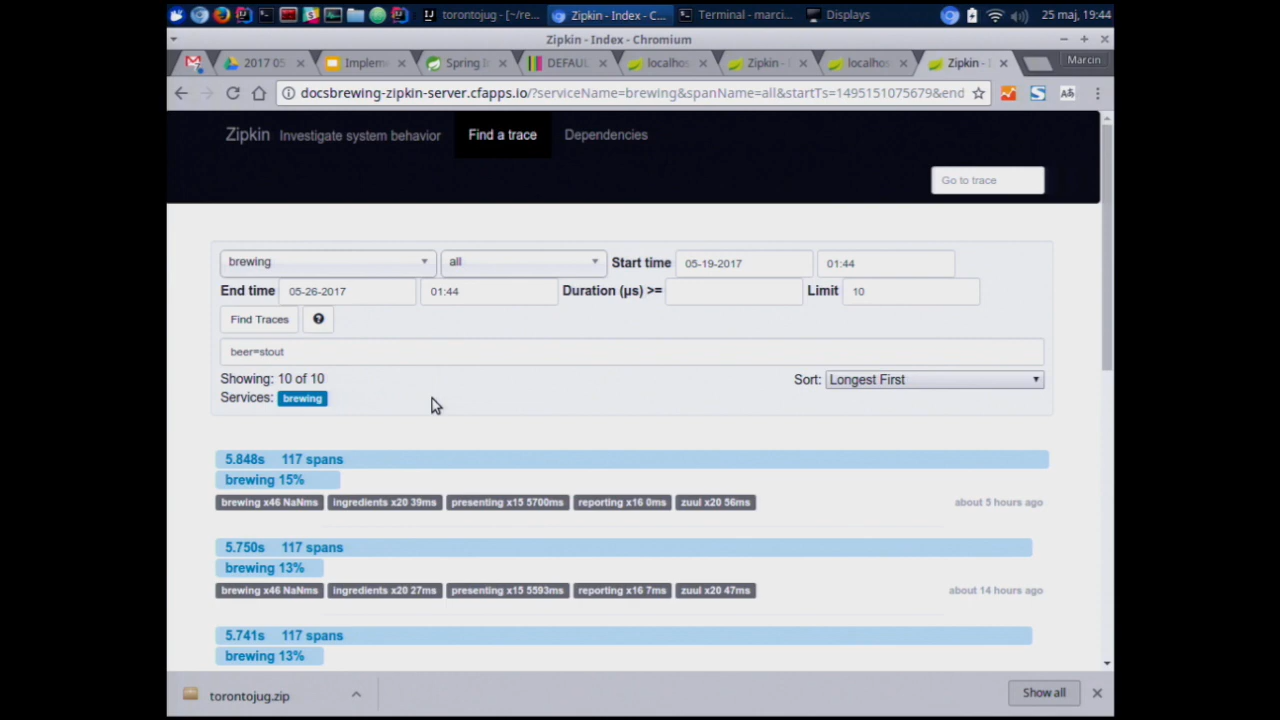 torontojug - [~/re...
Zipkin - Index - C...
Terminal - marci...
Displays
25 maj, 19:44
Zipkin - Index - Chromium
2017 05
Implem
Spring I
DEFAUL
localhos
Zipkin -
localhos
Zipkin - I
Marcin
docsbrewing-zipkin-server.cfapps.io/?serviceName=brewing&spanName=all&startTs=1495151075679&end
Zipkin
Investigate system behavior
Find a trace
Dependencies
Go to trace
brewing
all
Start time
05-19-2017
01:44
End time
05-26-2017
01:44
Duration (μs) >=
Limit
10
Find Traces
beer=stout
Showing: 10 of 10
Sort:
Longest First
Services:
brewing
5.848s 117 spans
brewing 15%
brewing x46 NaNms
ingredients x20 39ms
presenting x15 5700ms
reporting x16 0ms
zuul x20 56ms
about 5 hours ago
5.750s 117 spans
brewing 13%
brewing x46 NaNms
ingredients x20 27ms
presenting x15 5593ms
reporting x16 7ms
zuul x20 47ms
about 14 hours ago
5.741s 117 spans
brewing 13%
torontojug.zip
Show all